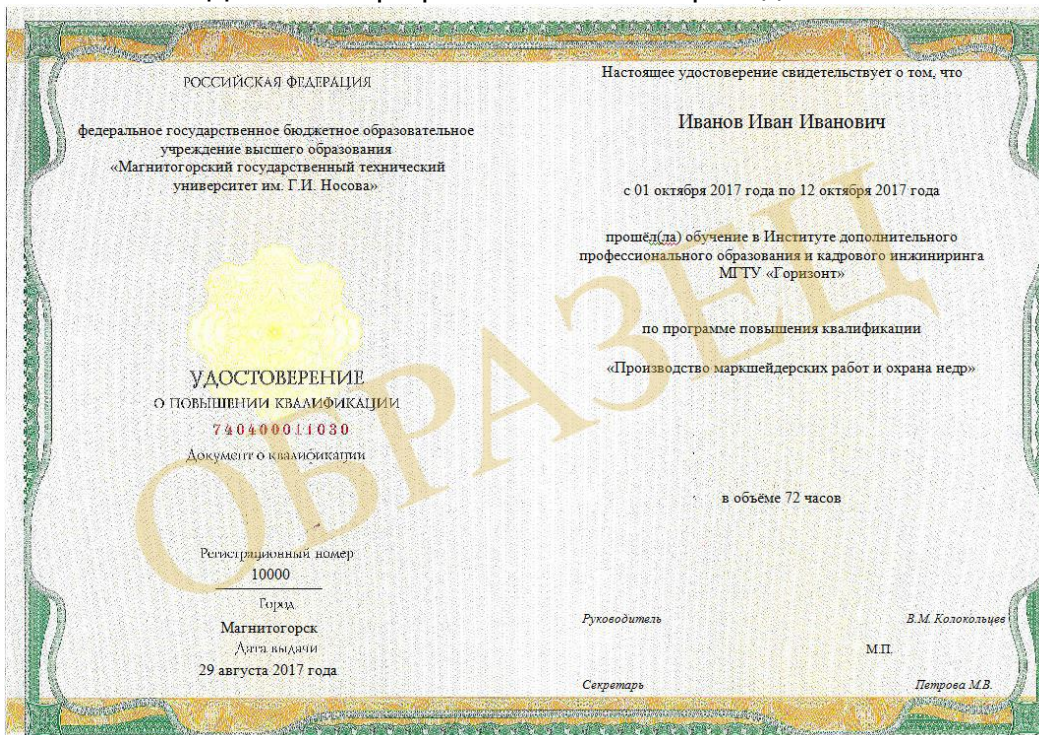 РОССИЙСКАЯ ФЕДЕРАЦИЯ
федеральное государственное бюджетное образовательное
учреждение высшего образования
«Магнитогорский государственный технический
университет им. Г.И. Носова»
УДОСТОВЕРЕНИЕ
О ПОВЫШЕНИИ КВАЛИФИКАЦИИ
740400011030
Документ о квалификации
Регистрационный номер
10000
Город
Магнитогорск
Дата выдачи
29 августа 2017 года
Настоящее удостоверение свидетельствует о том, что
Иванов Иван Иванович
с 01 октября 2017 года по 12 октября 2017 года
прошёл(ла) обучение в Институте дополнительного
профессионального образования и кадрового инжиниринга
МГТУ «Горизонт»
по программе повышения квалификации
«Производство маркшейдерских работ и охрана недр»
в объёме 72 часов
Руководитель В.М. Колокольцев
М.П.
Секретарь Петрова М.В.
ОБРАЗЕЦ